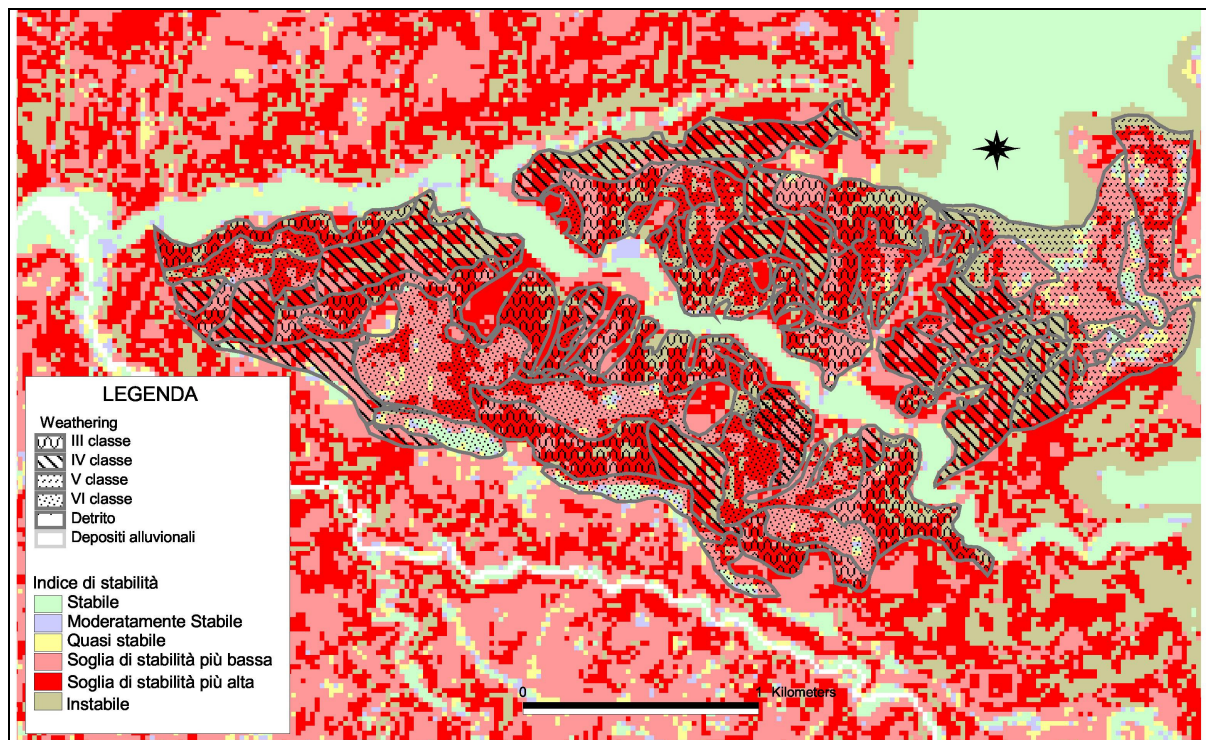 LEGENDA
Weathering
III classe
IV classe
V classe
VI classe
Detrito
Depositi alluvionali
Indice di stabilità
Stabile
Moderatamente Stabile
Quasi stabile
Soglia di stabilità più bassa
Soglia di stabilità più alta
Instabile
0 1 Kilometers